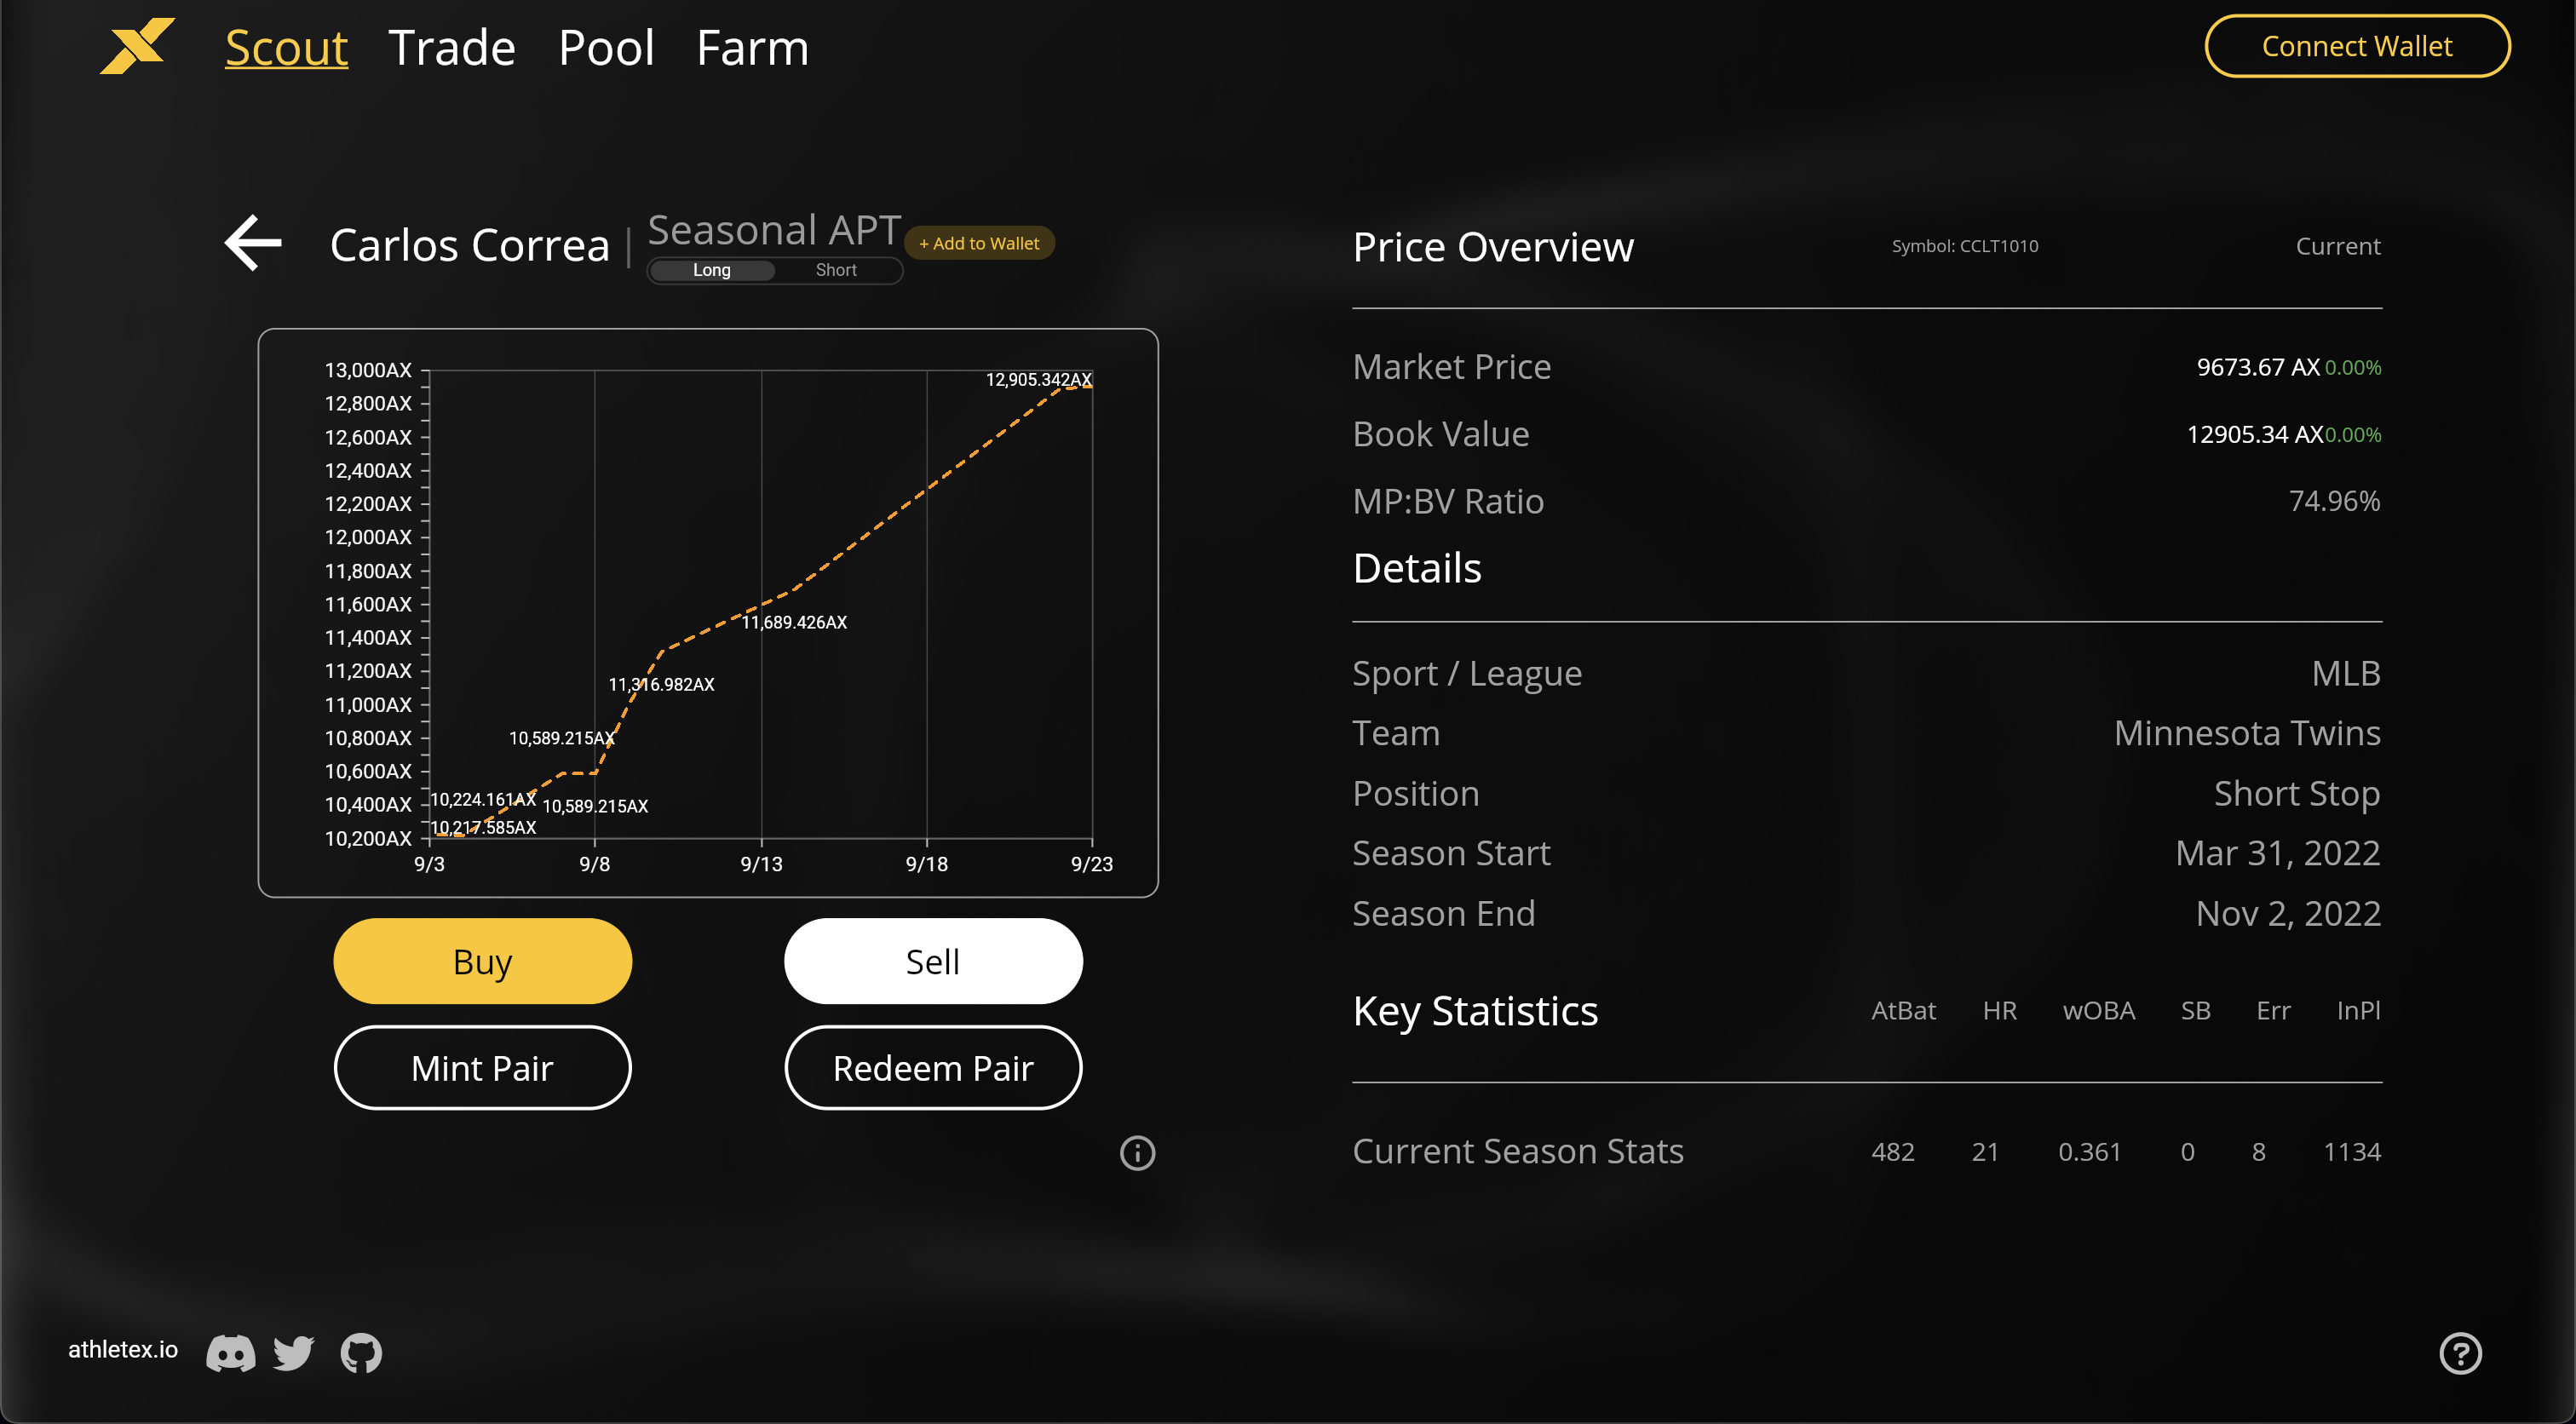 Scout Trade Pool Farm Connect Wallet
Carlos Correa | Seasonal APT + Add to Wallet
Long Short
13,000AX
12,800AX
12,600AX
12,400AX
12,200AX
12,000AX
11,800AX
11,600AX
11,400AX
11,200AX
11,000AX
10,800AX
10,600AX
10,400AX
10,200AX
12,905.342AX
11,689.426AX
11,316.982AX
10,589.215AX
10,224.161AX
10,589.215AX
10,217.585AX
9/3 9/8 9/13 9/18 9/23
Buy Sell
Mint Pair Redeem Pair
Price Overview Symbol: CCLT1010 Current
Market Price 9673.67 AX 0.00%
Book Value 12905.34 AX 0.00%
MP:BV Ratio 74.96%
Details
Sport / League MLB
Team Minnesota Twins
Position Short Stop
Season Start Mar 31, 2022
Season End Nov 2, 2022
Key Statistics AtBat HR wOBA SB Err InPl
Current Season Stats 482 21 0.361 0 8 1134
athletex.io